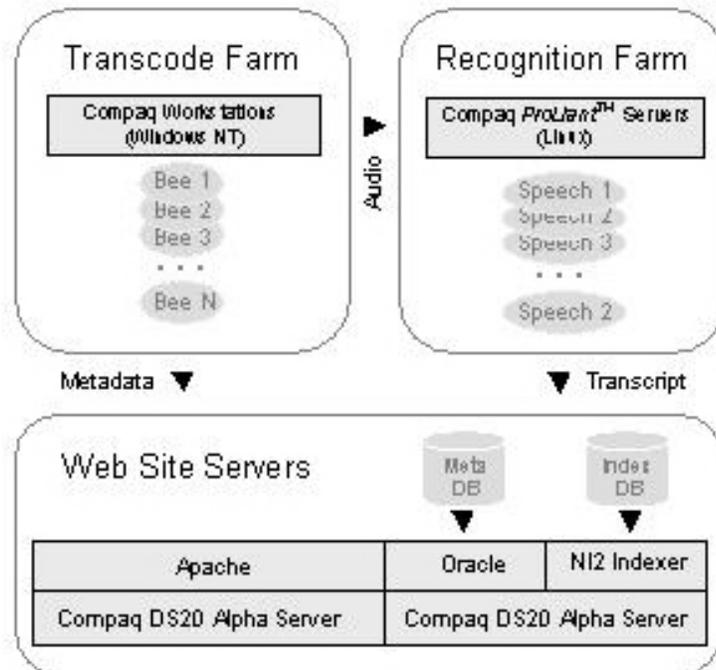 Transcode Farm
Compaq Workstations
(Windows NT)
Bee 1
Bee 2
Bee 3
. . .
Bee N
Audio
Recognition Farm
Compaq ProLiant™ Servers
(Linux)
Speech 1
Speech 2
Speech 3
. . .
Speech 2
Metadata
Transcript
Web Site Servers
Meta
DB
Index
DB
Apache
Oracle
NI2 Indexer
Compaq DS20 Alpha Server
Compaq DS20 Alpha Server